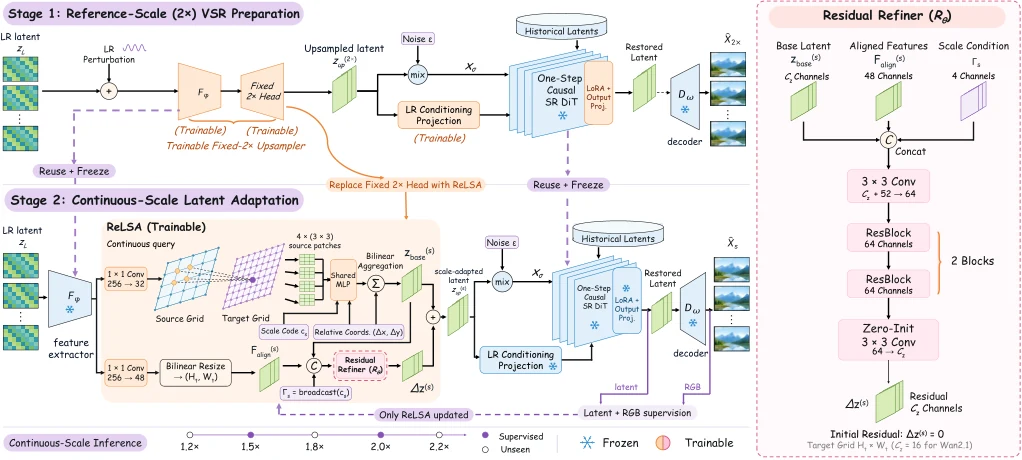 Stage 1: Reference-Scale (2×) VSR Preparation
LR latent
z_L
LR
Perturbation
+
F_φ
Fixed
2× Head
(Trainable)
(Trainable)
Trainable Fixed-2× Upsampler
Upsampled latent
z_up^(2×)
Noise ε
mix
X_σ
LR Conditioning
Projection
(Trainable)
Historical Latents
One-Step
Causal
SR DiT
LoRA +
Output
Proj.
Restored
Latent
D_ω
decoder
X̂_2×
Reuse + Freeze
Replace Fixed 2× Head with ReLSA
Reuse + Freeze
Stage 2: Continuous-Scale Latent Adaptation
LR latent
z_L
F_φ
feature
extractor
ReLSA (Trainable)
Continuous query
1 × 1 Conv
256 → 32
Source Grid
Target Grid
4 × (3 × 3)
source patches
Shared
MLP
Bilinear
Aggregation
Σ
z_base^(s)
Scale Code c_s
Relative Coords. (Δx, Δy)
1 × 1 Conv
256 → 48
Bilinear Resize
→ (H_τ, W_τ)
F_align^(s)
C
Residual
Refiner (R_θ)
Δz^(s)
Γ_s = broadcast(c_s)
+
scale-adapted
latent
z_up^(s)
Noise ε
mix
X_σ
LR Conditioning
Projection
Historical Latents
One-Step
Causal
SR DiT
LoRA +
Output
Proj.
Restored
Latent
D_ω
decoder
X̂_s
latent
RGB
Only ReLSA updated
Latent + RGB supervision
Continuous-Scale Inference
1.2×
1.5×
1.8×
2.0×
2.2×
Supervised
Unseen
Frozen
Trainable
Residual Refiner (R_θ)
Base Latent
z_base^(s)
C_z Channels
Aligned Features
F_align^(s)
48 Channels
Scale Condition
Γ_s
4 Channels
C
Concat
3 × 3 Conv
C_z + 52 → 64
ResBlock
64 Channels
ResBlock
64 Channels
2 Blocks
Zero-Init
3 × 3 Conv
64 → C_z
Δz^(s)
Residual
C_z Channels
Initial Residual: Δz^(s) = 0
Target Grid H_τ × W_τ (C_z = 16 for Wan2.1)